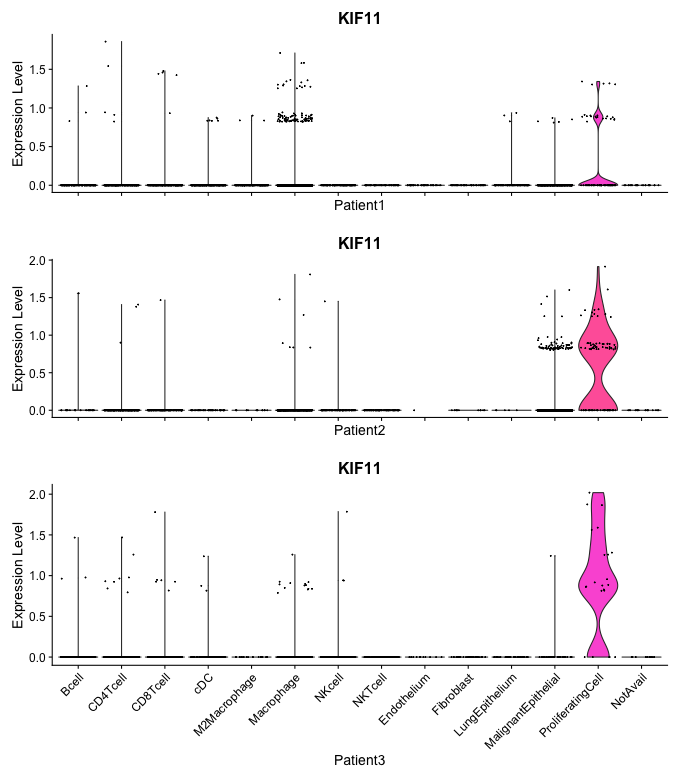 KIF11
Expression Level
1.5
1.0
0.5
0.0
Patient1
KIF11
Expression Level
2.0
1.5
1.0
0.5
0.0
Patient2
KIF11
Expression Level
2.0
1.5
1.0
0.5
0.0
Bcell
CD4Tcell
CD8Tcell
cDC
M2Macrophage
Macrophage
NKcell
NKTcell
Endothelium
Fibroblast
LungEpithelium
MalignantEpithelial
ProliferatingCell
NotAvail
Patient3